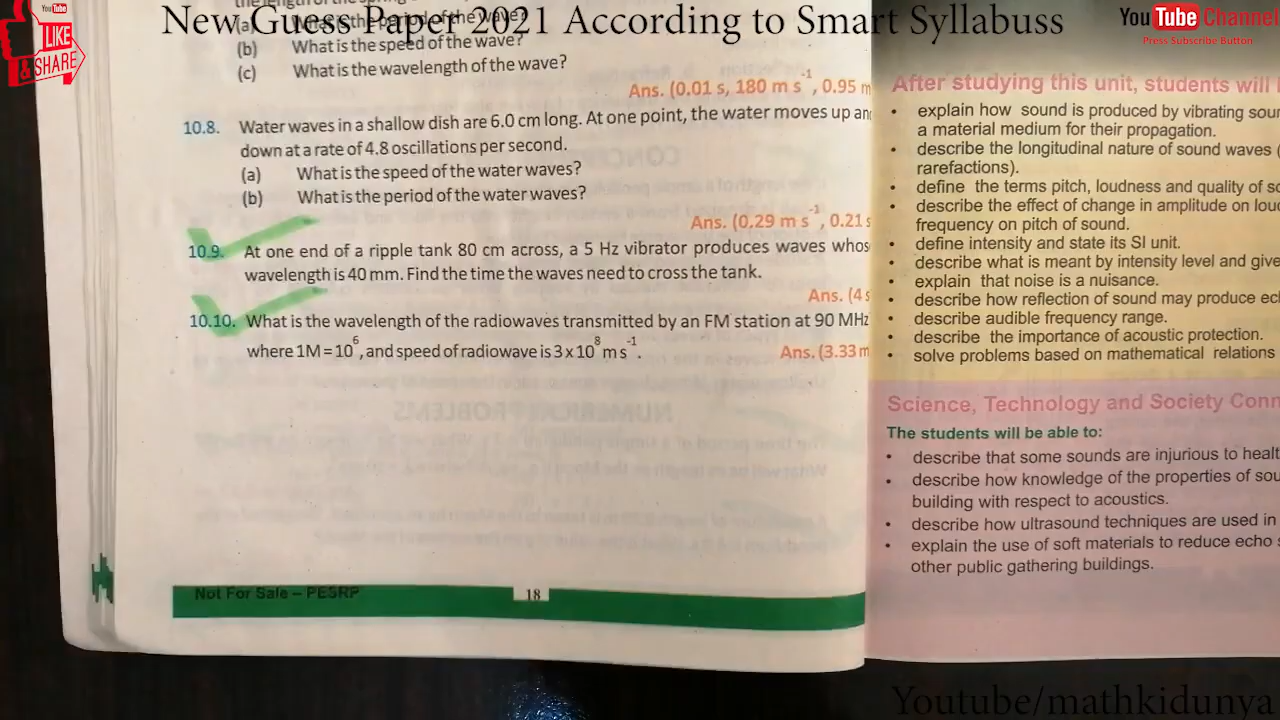 New Guess Paper 2021 According to Smart Syllabuss
You Tube
LIKE
& SHARE
You Tube Channel
Press Subscribe Button
(a) What is the period of the wave?
(b) What is the speed of the wave?
(c) What is the wavelength of the wave?
Ans. (0.01 s, 180 m s⁻¹, 0.95 m
10.8. Water waves in a shallow dish are 6.0 cm long. At one point, the water moves up and
down at a rate of 4.8 oscillations per second.
(a) What is the speed of the water waves?
(b) What is the period of the water waves?
Ans. (0.29 m s⁻¹, 0.21 s
10.9. At one end of a ripple tank 80 cm across, a 5 Hz vibrator produces waves whos
wavelength is 40 mm. Find the time the waves need to cross the tank.
Ans. (4 s
10.10. What is the wavelength of the radiowaves transmitted by an FM station at 90 MHz
where 1M = 10⁶, and speed of radiowave is 3 x 10⁸ m s⁻¹.
Ans. (3.33 m
Not For Sale – PESRP
18
After studying this unit, students will
• explain how sound is produced by vibrating
a material medium for their propagation.
• describe the longitudinal nature of sound waves (
rarefactions).
• define the terms pitch, loudness and quality of
• describe the effect of change in amplitude on
frequency on pitch of sound.
• define intensity and state its SI unit.
• describe what is meant by intensity level and give
• explain that noise is a nuisance.
• describe how reflection of sound may produce
• describe audible frequency range.
• describe the importance of acoustic protection.
• solve problems based on mathematical relations
Science, Technology and Society Conn
The students will be able to:
• describe that some sounds are injurious to healt
• describe how knowledge of the properties of
building with respect to acoustics.
• describe how ultrasound techniques are used in
• explain the use of soft materials to reduce echo
other public gathering buildings.
Youtube/mathkidunya